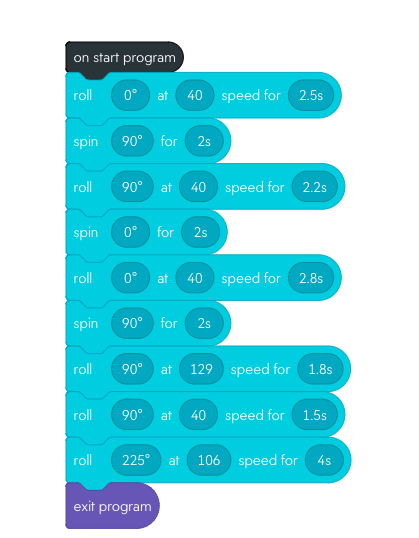 on start program
roll 0° at 40 speed for 2.5s
spin 90° for 2s
roll 90° at 40 speed for 2.2s
spin 0° for 2s
roll 0° at 40 speed for 2.8s
spin 90° for 2s
roll 90° at 129 speed for 1.8s
roll 90° at 40 speed for 1.5s
roll 225° at 106 speed for 4s
exit program